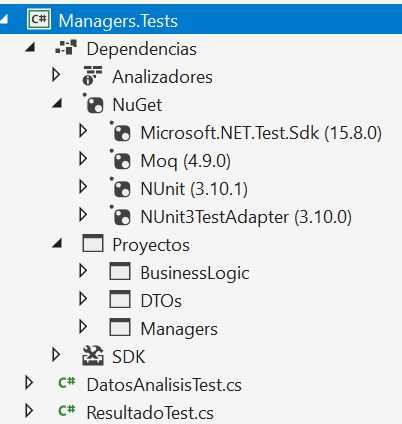 C# Managers.Tests
Dependencias
Analizadores
NuGet
Microsoft.NET.Test.Sdk (15.8.0)
Moq (4.9.0)
NUnit (3.10.1)
NUnit3TestAdapter (3.10.0)
Proyectos
BusinessLogic
DTOs
Managers
SDK
C# DatosAnalisisTest.cs
C# ResultadoTest.cs